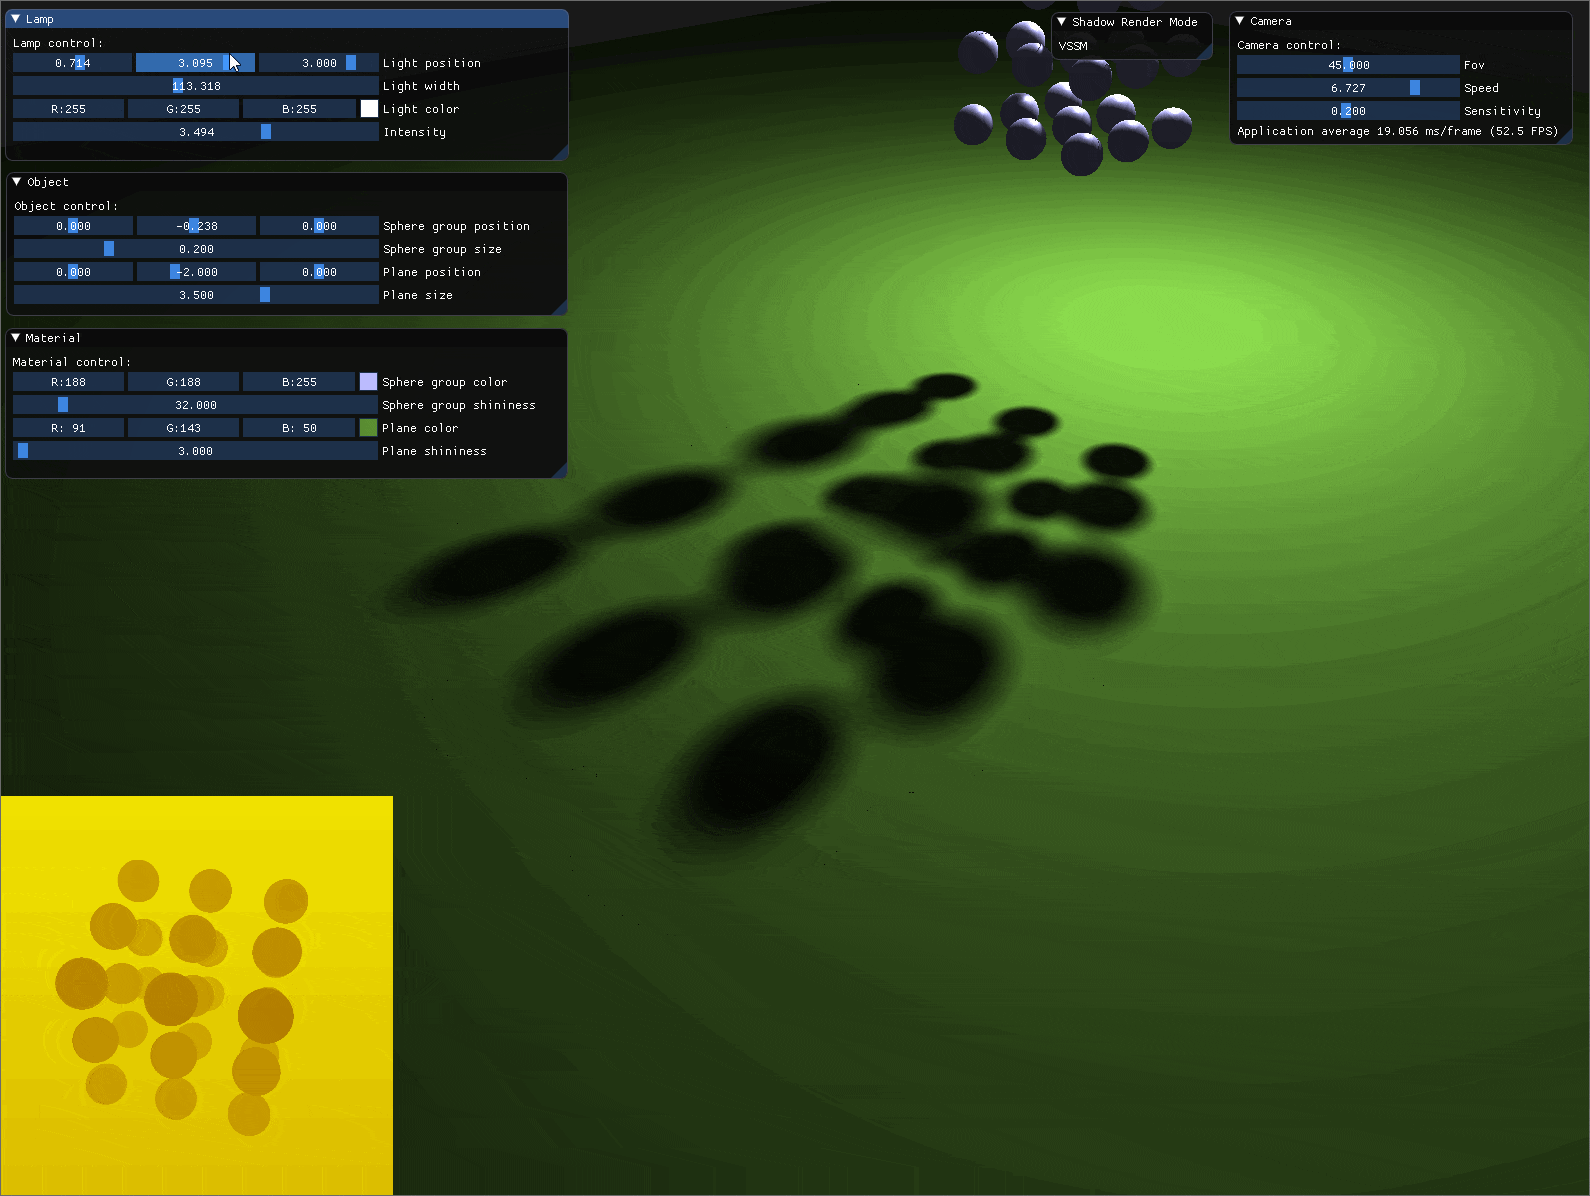 Lamp
Lamp control:
0.714 3.095 3.000 Light position
113.318 Light width
R:255 G:255 B:255 Light color
3.494 Intensity
Object
Object control:
0.000 -0.238 0.000 Sphere group position
0.200 Sphere group size
0.000 -2.000 0.000 Plane position
3.500 Plane size
Material
Material control:
R:188 G:188 B:255 Sphere group color
32.000 Sphere group shininess
R: 91 G:143 B: 50 Plane color
3.000 Plane shininess
Shadow Render Mode
VSSM
Camera
Camera control:
45.000 Fov
6.727 Speed
0.200 Sensitivity
Application average 19.056 ms/frame (52.5 FPS)